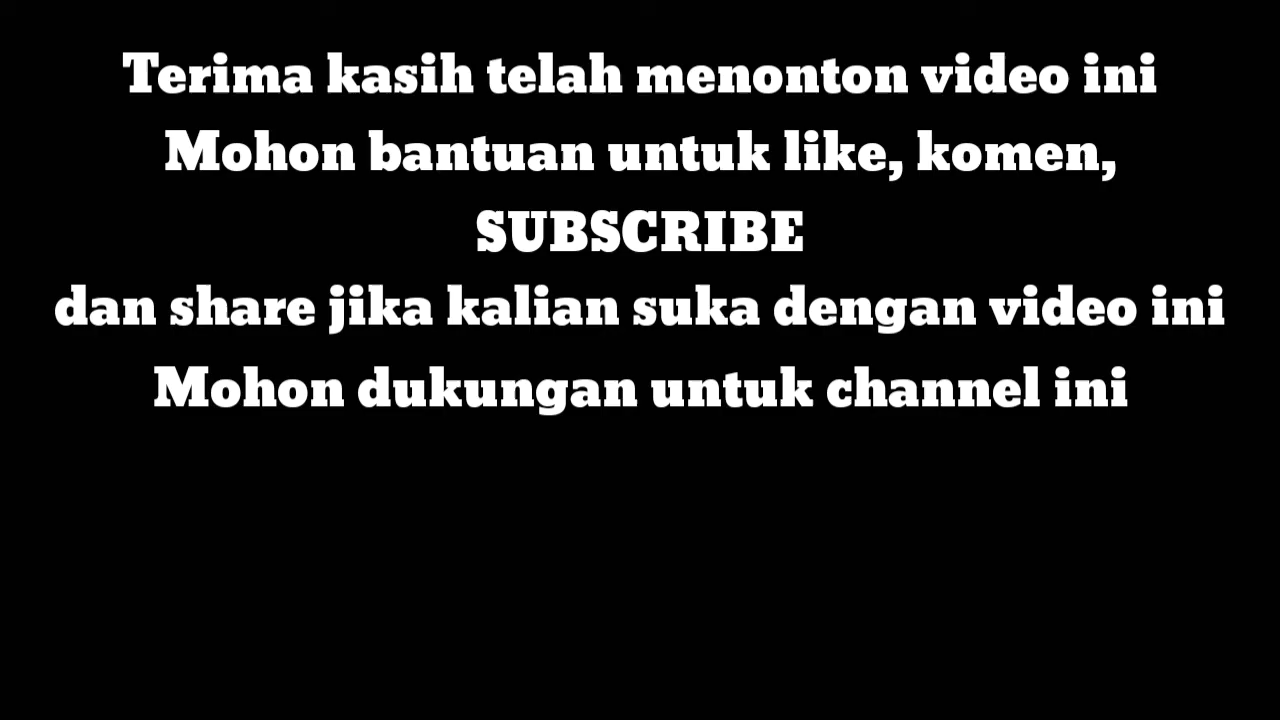 Terima kasih telah menonton video ini
Mohon bantuan untuk like, komen,
SUBSCRIBE
dan share jika kalian suka dengan video ini
Mohon dukungan untuk channel ini